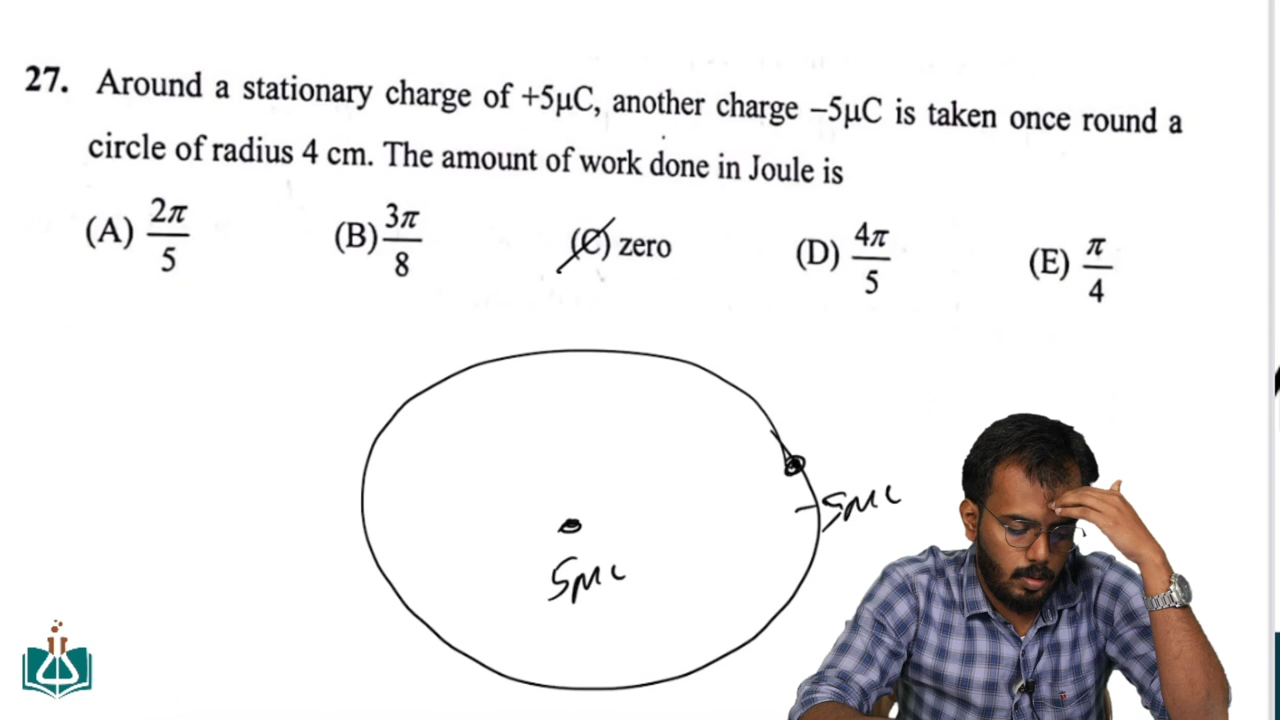 27. Around a stationary charge of +5μC, another charge –5μC is taken once round a
circle of radius 4 cm. The amount of work done in Joule is
(A) 2π/5 (B) 3π/8 (C) zero (D) 4π/5 (E) π/4
-5μC
5μC